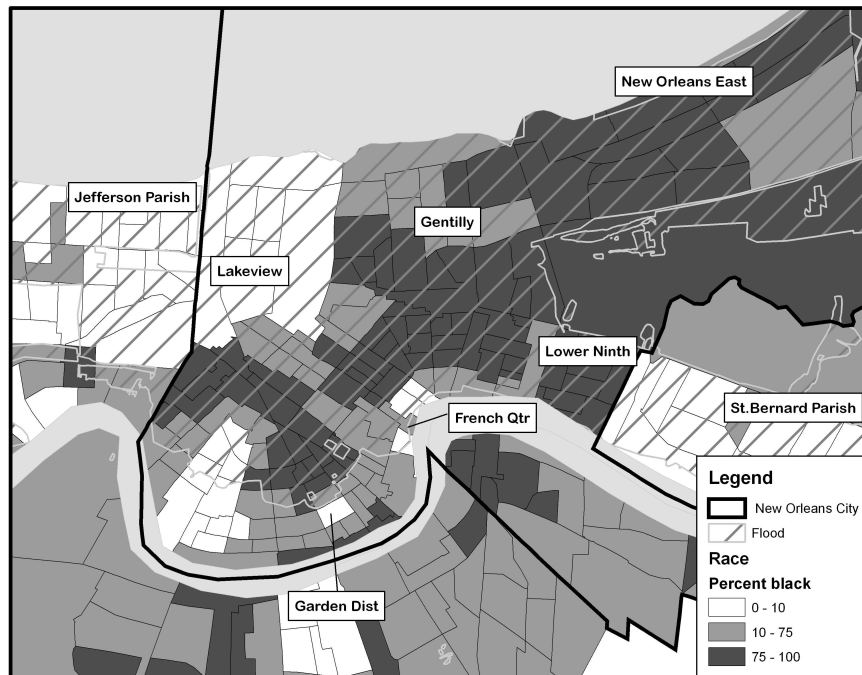 New Orleans East
Jefferson Parish
Gentilly
Lakeview
Lower Ninth
French Qtr
St.Bernard Parish
Garden Dist
Legend
New Orleans City
Flood
Race
Percent black
0 - 10
10 - 75
75 - 100